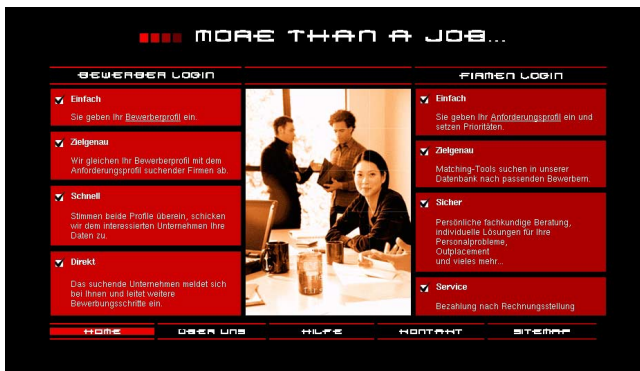 MORE THAN A JOB...
BEWERBER LOGIN
Einfach
Sie geben Ihr Bewerberprofil ein.
Zielgenau
Wir gleichen Ihr Bewerberprofil mit dem
Anforderungsprofil suchender Firmen ab.
Schnell
Stimmen beide Profile überein, schicken
wir dem interessierten Unternehmen Ihre
Daten zu.
Direkt
Das suchende Unternehmen meldet sich
bei Ihnen und leitet weitere
Bewerbungsschritte ein.
FIRMEN LOGIN
Einfach
Sie geben Ihr Anforderungsprofil ein und
setzen Prioritäten.
Zielgenau
Matching-Tools suchen in unserer
Datenbank nach passenden Bewerbern.
Sicher
Persönliche fachkundige Beratung,
individuelle Lösungen für Ihre
Personalprobleme,
Outplacement
und vieles mehr...
Service
Bezahlung nach Rechnungsstellung
HOME ÜBER UNS HILFE KONTAKT SITEMAP